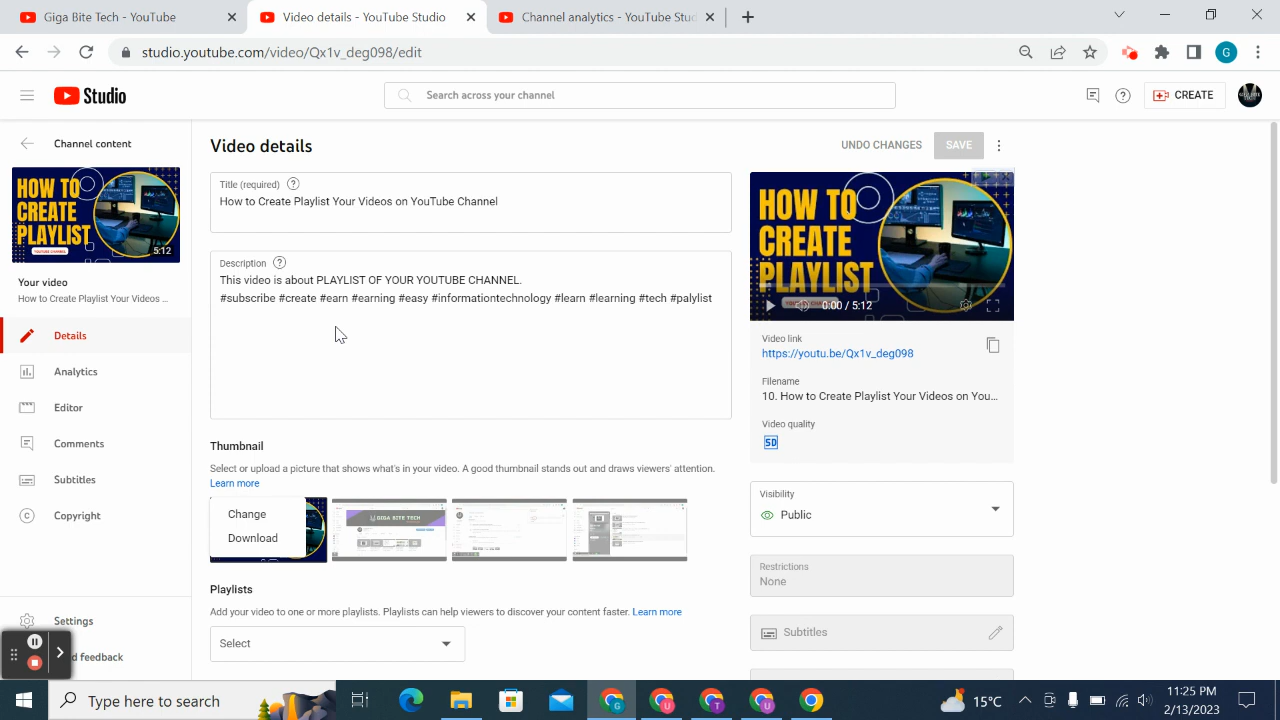 Giga Bite Tech - YouTube
Video details - YouTube Studio
Channel analytics - YouTube Stud
studio.youtube.com/video/Qx1v_deg098/edit
G
Studio
Search across your channel
CREATE
Channel content
Video details
UNDO CHANGES
SAVE
HOW TO
CREATE
PLAYLIST
5:12
Title (required)
How to Create Playlist Your Videos on YouTube Channel
HOW TO
CREATE
PLAYLIST
0:00 / 5:12
Your video
How to Create Playlist Your Videos ...
Description
This video is about PLAYLIST OF YOUR YOUTUBE CHANNEL.
#subscribe #create #earn #earning #easy #informationtechnology #learn #learning #tech #palylist
Details
Analytics
Editor
Comments
Subtitles
Copyright
Video link
https://youtu.be/Qx1v_deg098
Filename
10. How to Create Playlist Your Videos on You...
Video quality
SD
Thumbnail
Select or upload a picture that shows what's in your video. A good thumbnail stands out and draws viewers' attention.
Learn more
Change
Download
GIGA BITE TECH
Visibility
Public
Restrictions
None
Subtitles
Playlists
Add your video to one or more playlists. Playlists can help viewers to discover your content faster. Learn more
Select
Settings
d feedback
Type here to search
U
T
U
15°C
11:25 PM
2/13/2023